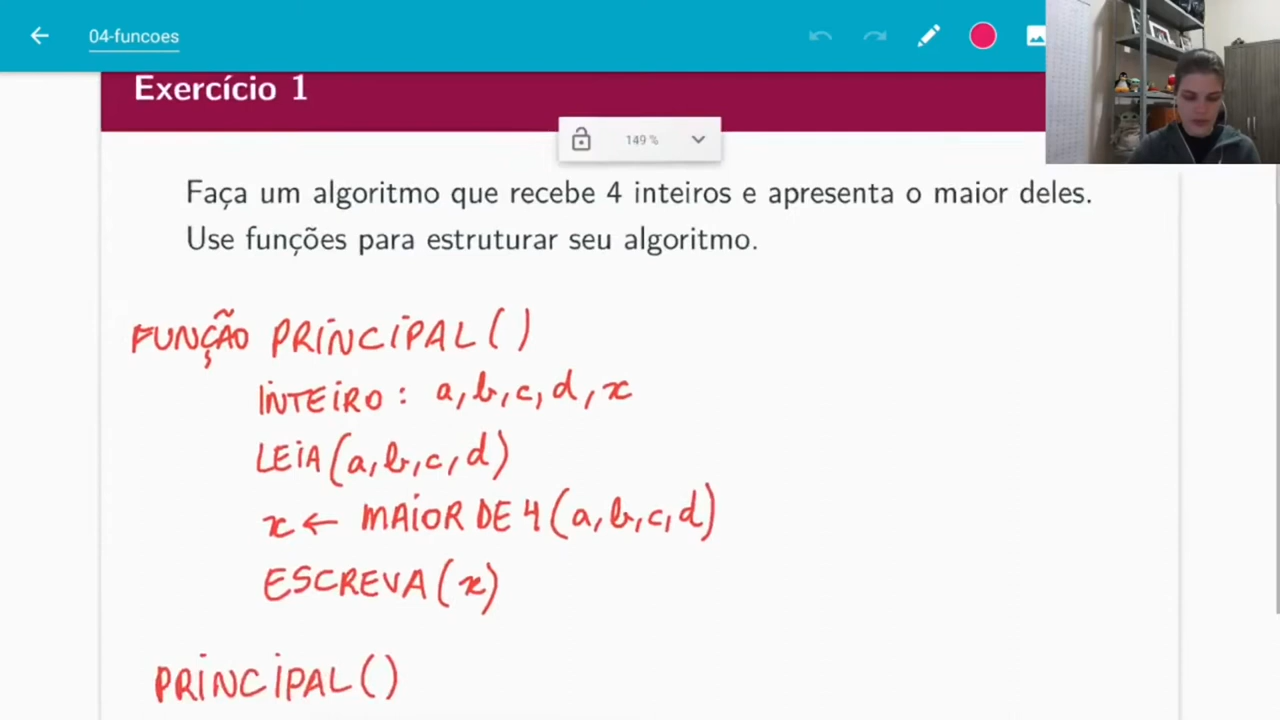 04-funcoes
Exercício 1
149 %
Faça um algoritmo que recebe 4 inteiros e apresenta o maior deles.
Use funções para estruturar seu algoritmo.
FUNÇÃO PRINCIPAL()
INTEIRO: a, b, c, d, x
LEIA(a, b, c, d)
x ← MAIOR DE 4(a, b, c, d)
ESCREVA(x)
PRINCIPAL()